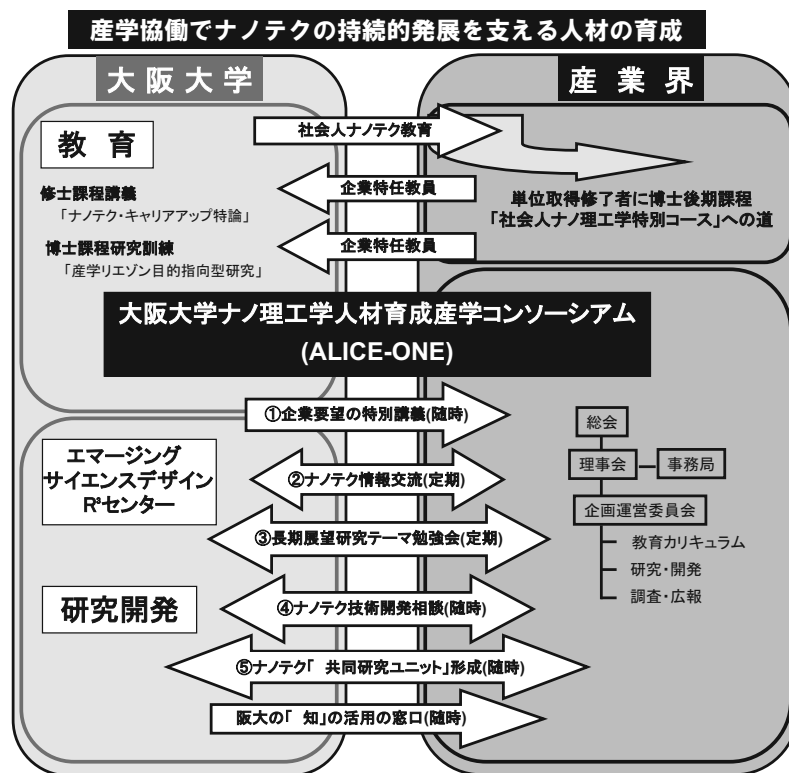 産学協働でナノテクの持続的発展を支える人材の育成
大阪大学
産業界
教育
社会人ナノテク教育
修士課程講義
「ナノテク・キャリアアップ特論」
企業特任教員
単位取得修了者に博士後期課程
「社会人ナノ理工学特別コース」への道
博士課程研究訓練
「産学リエゾン目的指向型研究」
企業特任教員
大阪大学ナノ理工学人材育成産学コンソーシアム
(ALICE-ONE)
①企業要望の特別講義(随時)
エマージング
サイエンスデザイン
R³センター
②ナノテク情報交流(定期)
③長期展望研究テーマ勉強会(定期)
研究開発
④ナノテク技術開発相談(随時)
⑤ナノテク「 共同研究ユニット」形成(随時)
阪大の「 知」の活用の窓口(随時)
総会
理事会
事務局
企画運営委員会
教育カリキュラム
研究・開発
調査・広報